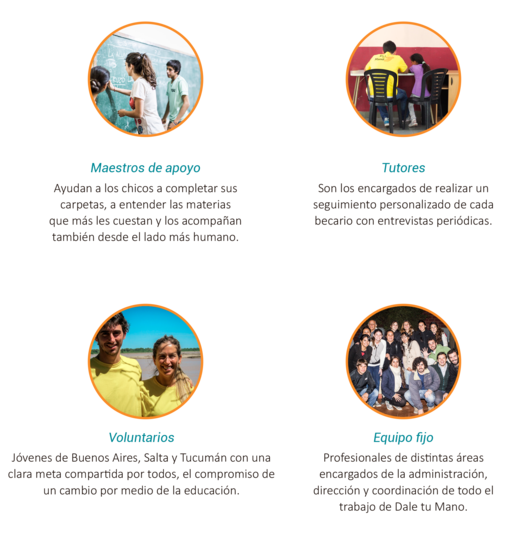 Maestros de apoyo
Ayudan a los chicos a completar sus
carpetas, a entender las materias
que más les cuestan y los acompañan
también desde el lado más humano.
Tutores
Son los encargados de realizar un
seguimiento personalizado de cada
becario con entrevistas periódicas.
Voluntarios
Jóvenes de Buenos Aires, Salta y Tucumán con una
clara meta compartida por todos, el compromiso de
un cambio por medio de la educación.
Equipo fijo
Profesionales de distintas áreas
encargados de la administración,
dirección y coordinación de todo el
trabajo de Dale tu Mano.